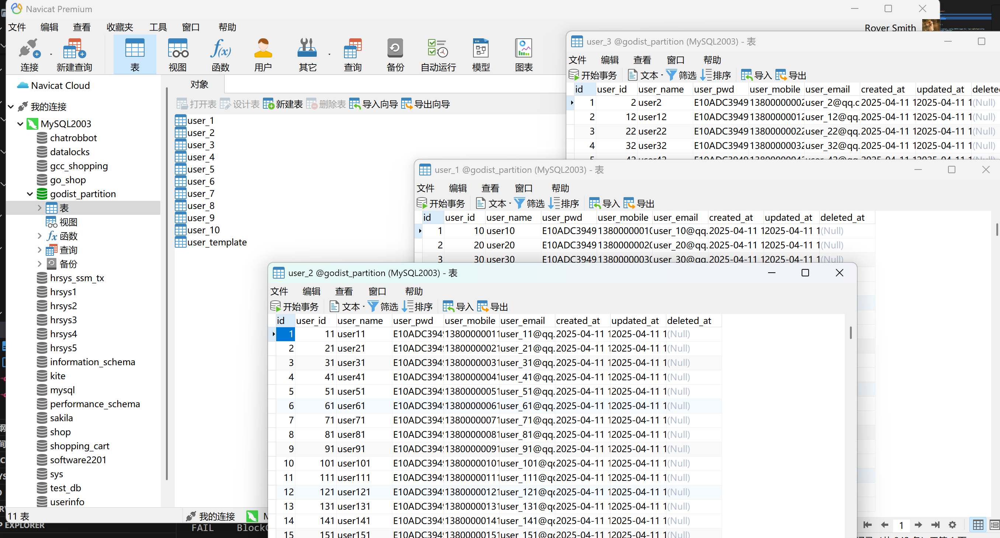 Navicat Premium
文件 编辑 查看 收藏夹 工具 窗口 帮助
Rover Smith
连接 新建查询 表 视图 函数 用户 其它 查询 备份 自动运行 模型 图表
Navicat Cloud
我的连接
MySQL2003
chatrobbot
datalocks
gcc_shopping
go_shop
godist_partition
表
视图
函数
查询
备份
hrsys_ssm_tx
hrsys1
hrsys2
hrsys3
hrsys4
hrsys5
information_schema
kite
mysql
performance_schema
sakila
shop
shopping_cart
software2201
sys
test_db
userinfo
11 表
对象
打开表 设计表 新建表 删除表 导入向导 导出向导
user_1
user_2
user_3
user_4
user_5
user_6
user_7
user_8
user_9
user_10
user_template
我的连接
user_3 @godist_partition (MySQL2003) - 表
文件 编辑 查看 窗口 帮助
开始事务 文本 筛选 排序 导入 导出
id user_id user_name user_pwd user_mobile user_email created_at updated_at delete
1 2 user2 E10ADC3949 13800000002 user_2@qq.c 2025-04-11 1 2025-04-11 1 (Null)
2 12 user12 E10ADC3949 13800000012 user_12@qq. 2025-04-11 1 2025-04-11 1 (Null)
3 22 user22 E10ADC3949 13800000022 user_22@qq. 2025-04-11 1 2025-04-11 1 (Null)
4 32 user32 E10ADC3949 13800000032 user_32@qq. 2025-04-11 1 2025-04-11 1 (Null)
user_1 @godist_partition (MySQL2003) - 表
文件 编辑 查看 窗口 帮助
开始事务 文本 筛选 排序 导入 导出
id user_id user_name user_pwd user_mobile user_email created_at updated_at deleted_at
1 10 user10 E10ADC3949 1380000001 user_10@qq. 2025-04-11 1 2025-04-11 1 (Null)
2 20 user20 E10ADC3949 1380000002 user_20@qq. 2025-04-11 1 2025-04-11 1 (Null)
3 30 user30 E10ADC3949 1380000003 user_30@qq. 2025-04-11 1 2025-04-11 1 (Null)
user_2 @godist_partition (MySQL2003) - 表
文件 编辑 查看 窗口 帮助
开始事务 文本 筛选 排序 导入 导出
id user_id user_name user_pwd user_mobile user_email created_at updated_at deleted_at
1 11 user11 E10ADC394 13800000011 user_11@qq. 2025-04-11 1 2025-04-11 1 (Null)
2 21 user21 E10ADC394 13800000021 user_21@qq. 2025-04-11 1 2025-04-11 1 (Null)
3 31 user31 E10ADC394 13800000031 user_31@qq. 2025-04-11 1 2025-04-11 1 (Null)
4 41 user41 E10ADC394 13800000041 user_41@qq. 2025-04-11 1 2025-04-11 1 (Null)
5 51 user51 E10ADC394 13800000051 user_51@qq. 2025-04-11 1 2025-04-11 1 (Null)
6 61 user61 E10ADC394 13800000061 user_61@qq. 2025-04-11 1 2025-04-11 1 (Null)
7 71 user71 E10ADC394 13800000071 user_71@qq. 2025-04-11 1 2025-04-11 1 (Null)
8 81 user81 E10ADC394 13800000081 user_81@qq. 2025-04-11 1 2025-04-11 1 (Null)
9 91 user91 E10ADC394 13800000091 user_91@qq. 2025-04-11 1 2025-04-11 1 (Null)
10 101 user101 E10ADC394 13800000101 user_101@q 2025-04-11 1 2025-04-11 1 (Null)
11 111 user111 E10ADC394 13800000111 user_111@q 2025-04-11 1 2025-04-11 1 (Null)
12 121 user121 E10ADC394 13800000121 user_121@q 2025-04-11 1 2025-04-11 1 (Null)
13 131 user131 E10ADC394 13800000131 user_131@q 2025-04-11 1 2025-04-11 1 (Null)
14 141 user141 E10ADC394 13800000141 user_141@q 2025-04-11 1 2025-04-11 1 (Null)
15 151 user151 E10ADC394 13800000151 user_151@q 2025-04-11 1 2025-04-11 1 (Null)
1
EXPLORER
FAIL Block